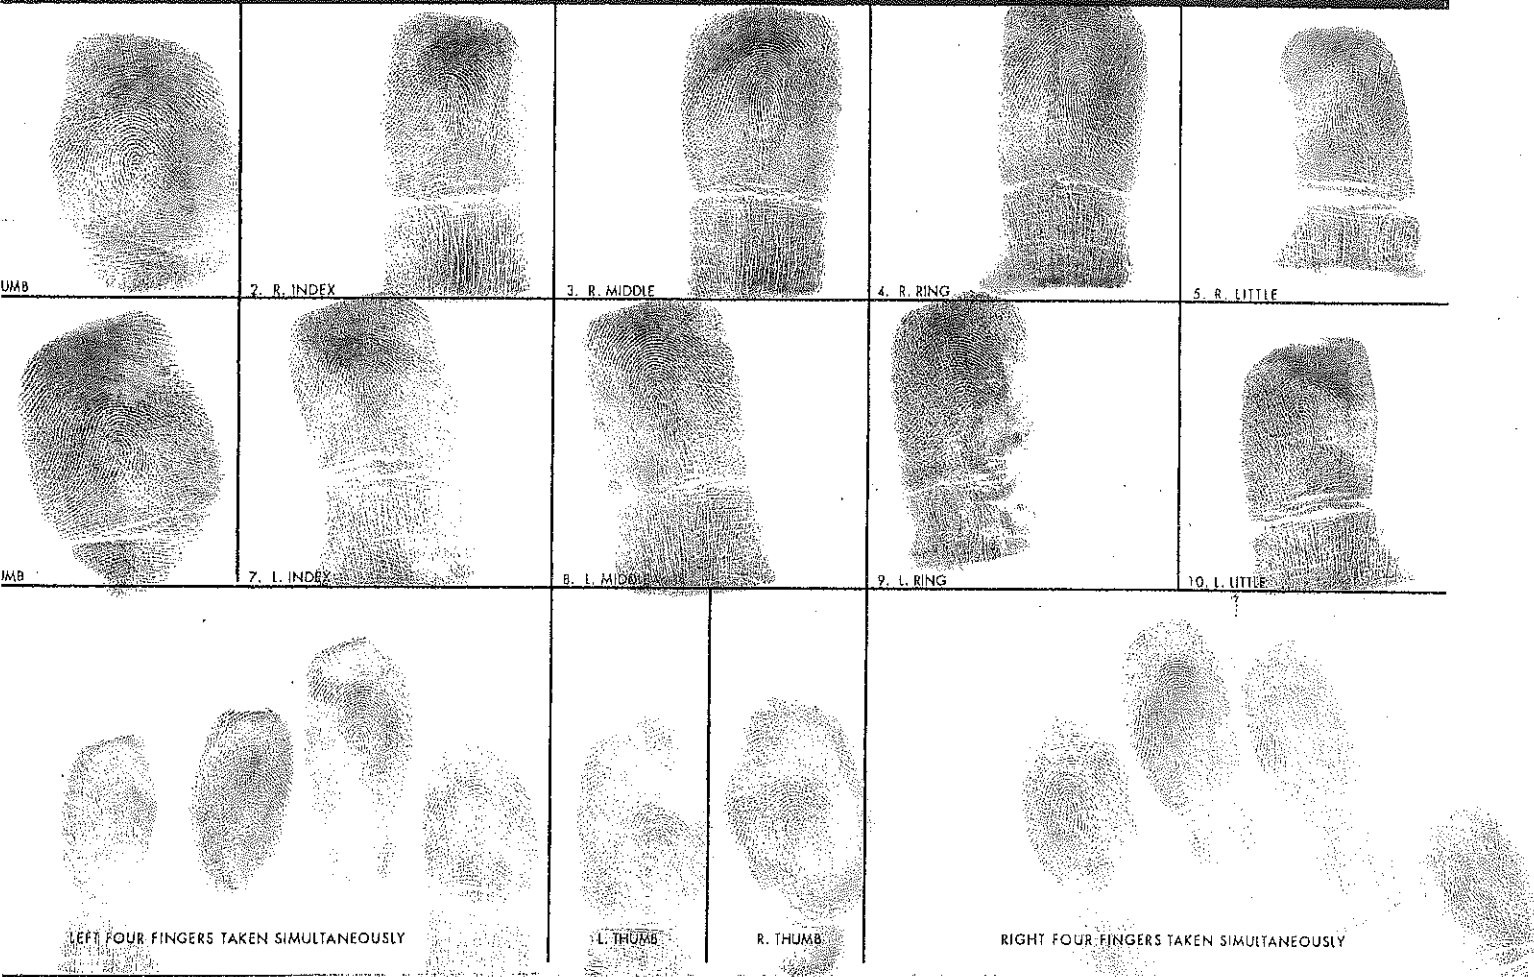 UMB
2. R. INDEX
3. R. MIDDLE
4. R. RING
5. R. LITTLE
UMB
7. L. INDEX
8. L. MIDDLE
9. L. RING
10. L. LITTLE
LEFT FOUR FINGERS TAKEN SIMULTANEOUSLY
L. THUMB
R. THUMB
RIGHT FOUR FINGERS TAKEN SIMULTANEOUSLY